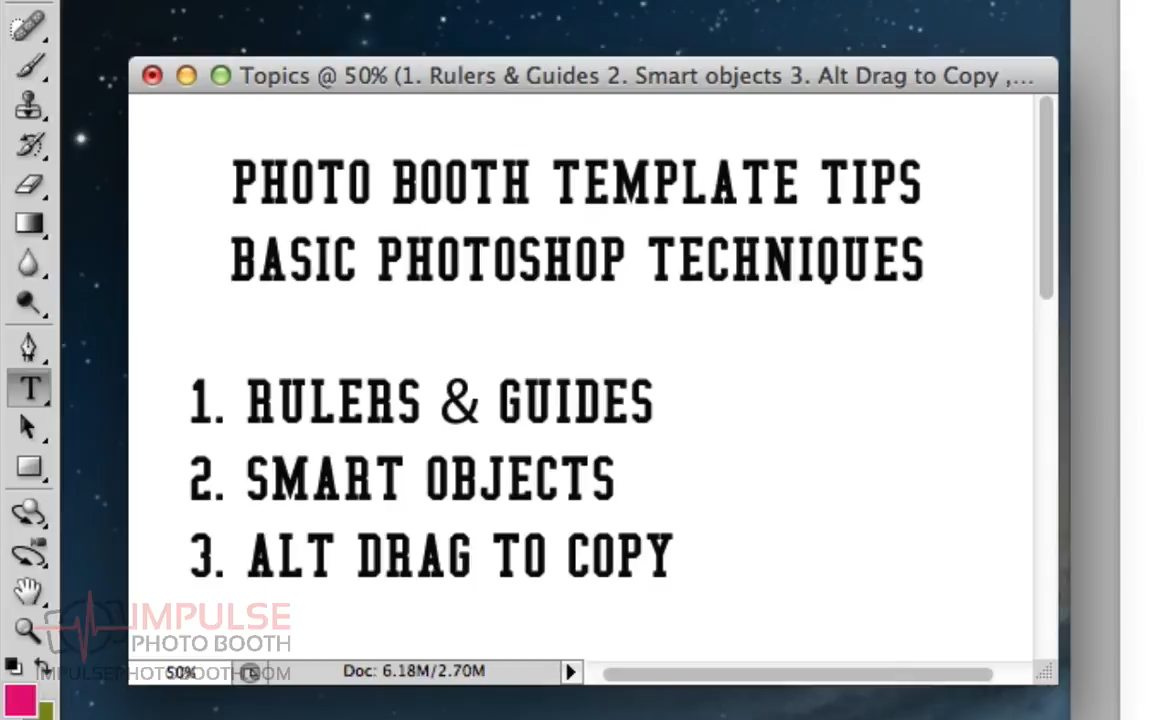 Topics @ 50% (1. Rulers & Guides 2. Smart objects 3. Alt Drag to Copy ,...
PHOTO BOOTH TEMPLATE TIPS
BASIC PHOTOSHOP TECHNIQUES
1. RULERS & GUIDES
2. SMART OBJECTS
3. ALT DRAG TO COPY
T
IMPULSE
PHOTO BOOTH
IMPULSEPHOTOBOOTH.COM
50%
Doc: 6.18M/2.70M